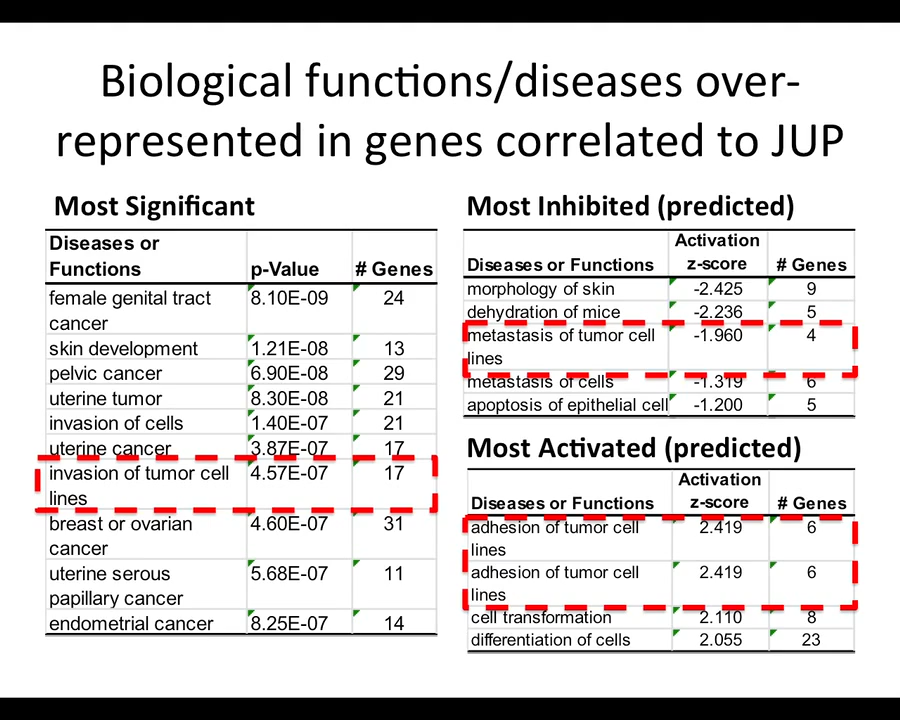 Biological functions/diseases over-
represented in genes correlated to JUP
Most Significant
Diseases or
Functions p-Value # Genes
female genital tract 8.10E-09 24
cancer
skin development 1.21E-08 13
pelvic cancer 6.90E-08 29
uterine tumor 8.30E-08 21
invasion of cells 1.40E-07 21
uterine cancer 3.87E-07 17
invasion of tumor cell 4.57E-07 17
lines
breast or ovarian 4.60E-07 31
cancer
uterine serous 5.68E-07 11
papillary cancer
endometrial cancer 8.25E-07 14
Most Inhibited (predicted)
Activation
Diseases or Functions z-score # Genes
morphology of skin -2.425 9
dehydration of mice -2.236 5
metastasis of tumor cell -1.960 4
lines
metastasis of cells -1.319 6
apoptosis of epithelial cell -1.200 5
Most Activated (predicted)
Activation
Diseases or Functions z-score # Genes
adhesion of tumor cell 2.419 6
lines
adhesion of tumor cell 2.419 6
lines
cell transformation 2.110 8
differentiation of cells 2.055 23